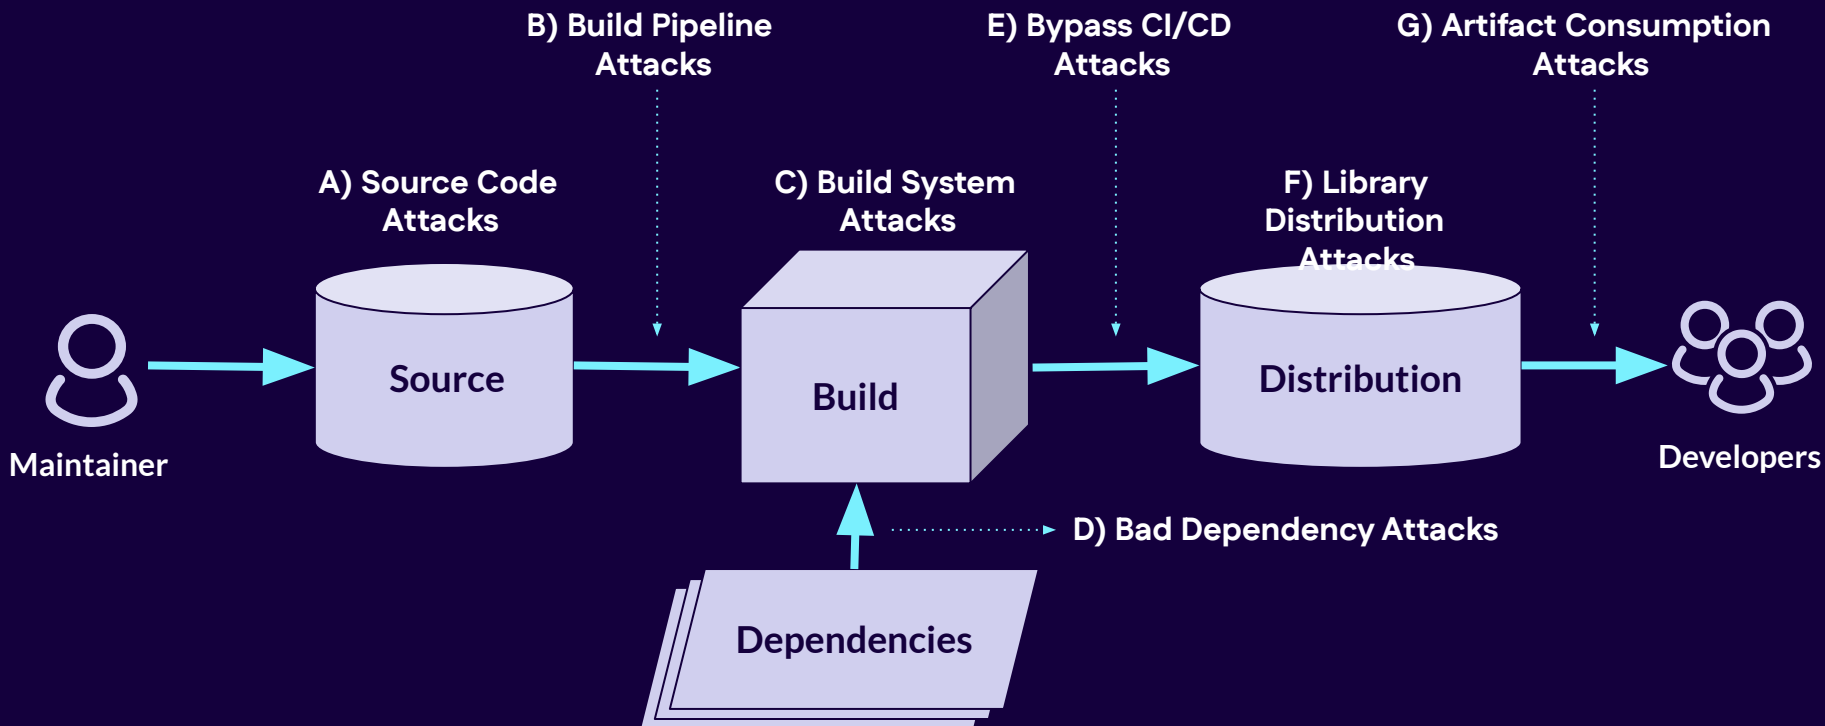 B) Build Pipeline
Attacks
E) Bypass CI/CD
Attacks
G) Artifact Consumption
Attacks
A) Source Code
Attacks
C) Build System
Attacks
F) Library
Distribution
Attacks
Maintainer
Source
Build
Distribution
Developers
D) Bad Dependency Attacks
Dependencies